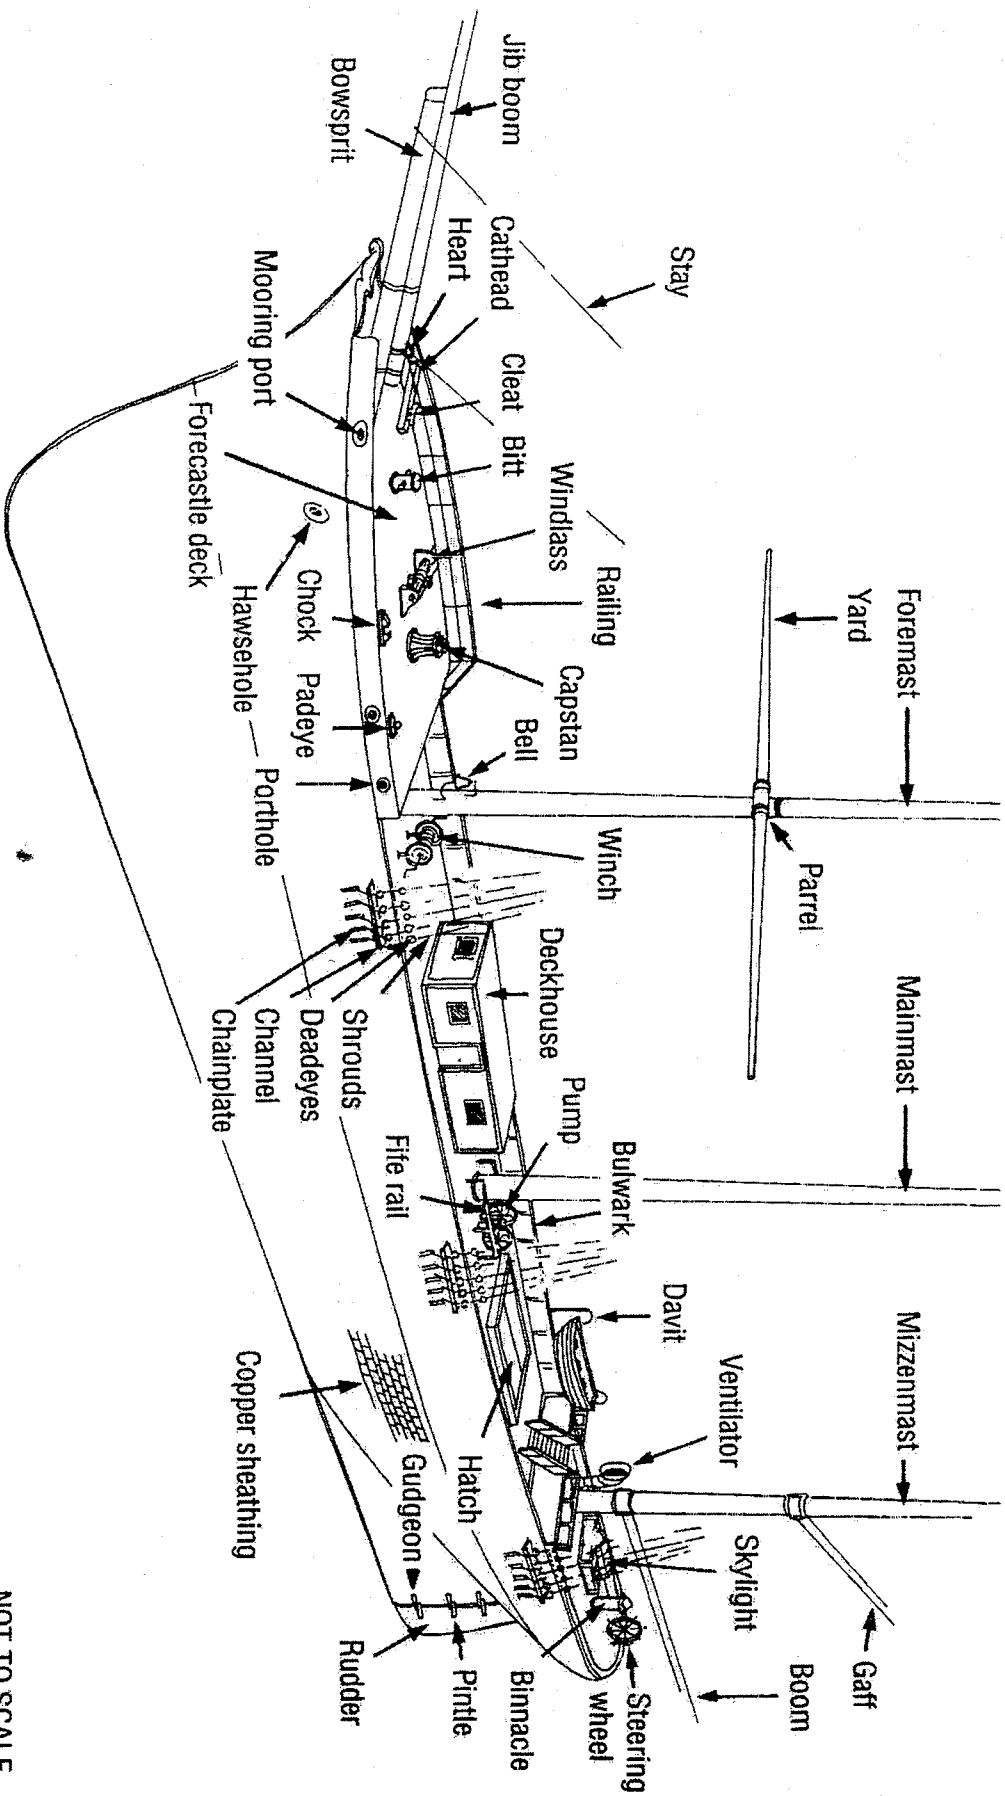 Foremast
Mainmast
Mizzenmast
Yard
Parrel
Gaff
Boom
Stay
Jib boom
Bowsprit
Cathead
Heart
Cleat
Bitt
Windlass
Railing
Capstan
Bell
Winch
Deckhouse
Pump
Bulwark
Davit
Ventilator
Skylight
Steering
wheel
Binnacle
Mooring port
Forecastle deck
Hawsehole
Chock
Padeye
Porthole
Shrouds
Deadeyes
Channel
Chainplate
Fife rail
Hatch
Copper sheathing
Gudgeon
Pintle
Rudder
NOT TO SCALE